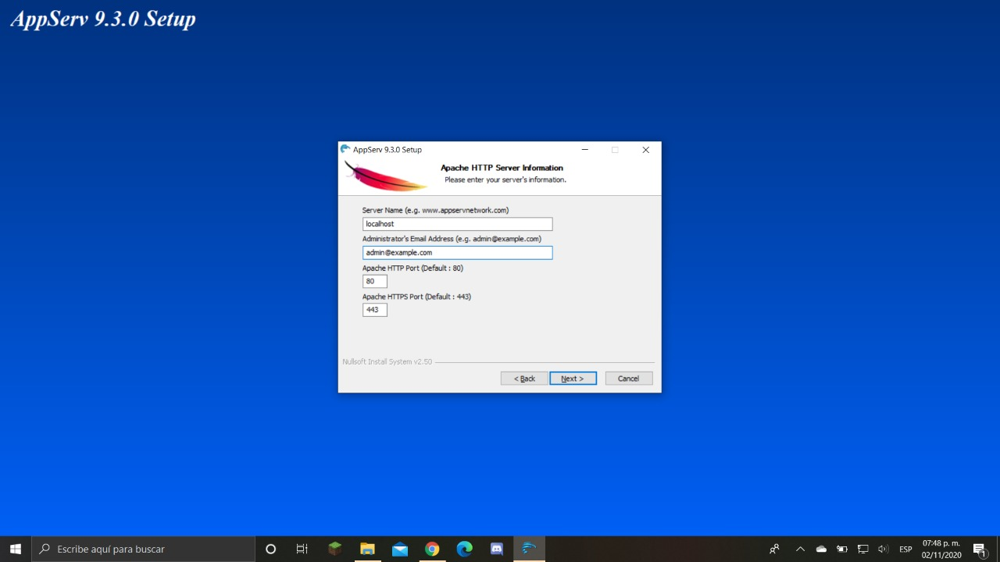 AppServ 9.3.0 Setup
AppServ 9.3.0 Setup
Apache HTTP Server Information
Please enter your server's information.
Server Name (e.g. www.appservnetwork.com)
localhost
Administrator's Email Address (e.g. admin@example.com)
admin@example.com
Apache HTTP Port (Default : 80)
80
Apache HTTPS Port (Default : 443)
443
Nullsoft Install System v2.50
< Back Next > Cancel
Escribe aquí para buscar
ESP
07:48 p. m.
02/11/2020
1